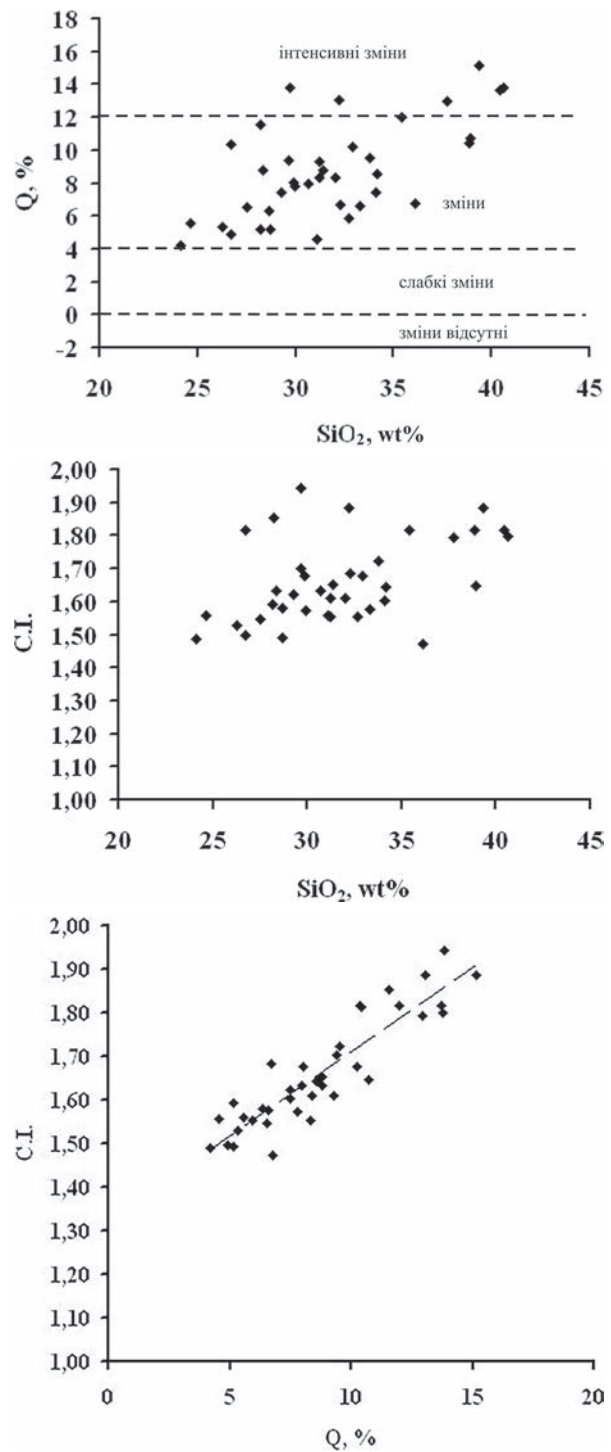 18
16
14
12
10
8
6
4
2
0
-2
Q, %
інтенсивні зміни
зміни
слабкі зміни
зміни відсутні
20 25 30 35 40 45
SiO₂, wt%
2,00
1,90
1,80
1,70
1,60
1,50
1,40
1,30
1,20
1,10
1,00
C.I.
20 25 30 35 40 45
SiO₂, wt%
2,00
1,90
1,80
1,70
1,60
1,50
1,40
1,30
1,20
1,10
1,00
C.I.
0 5 10 15 20
Q, %